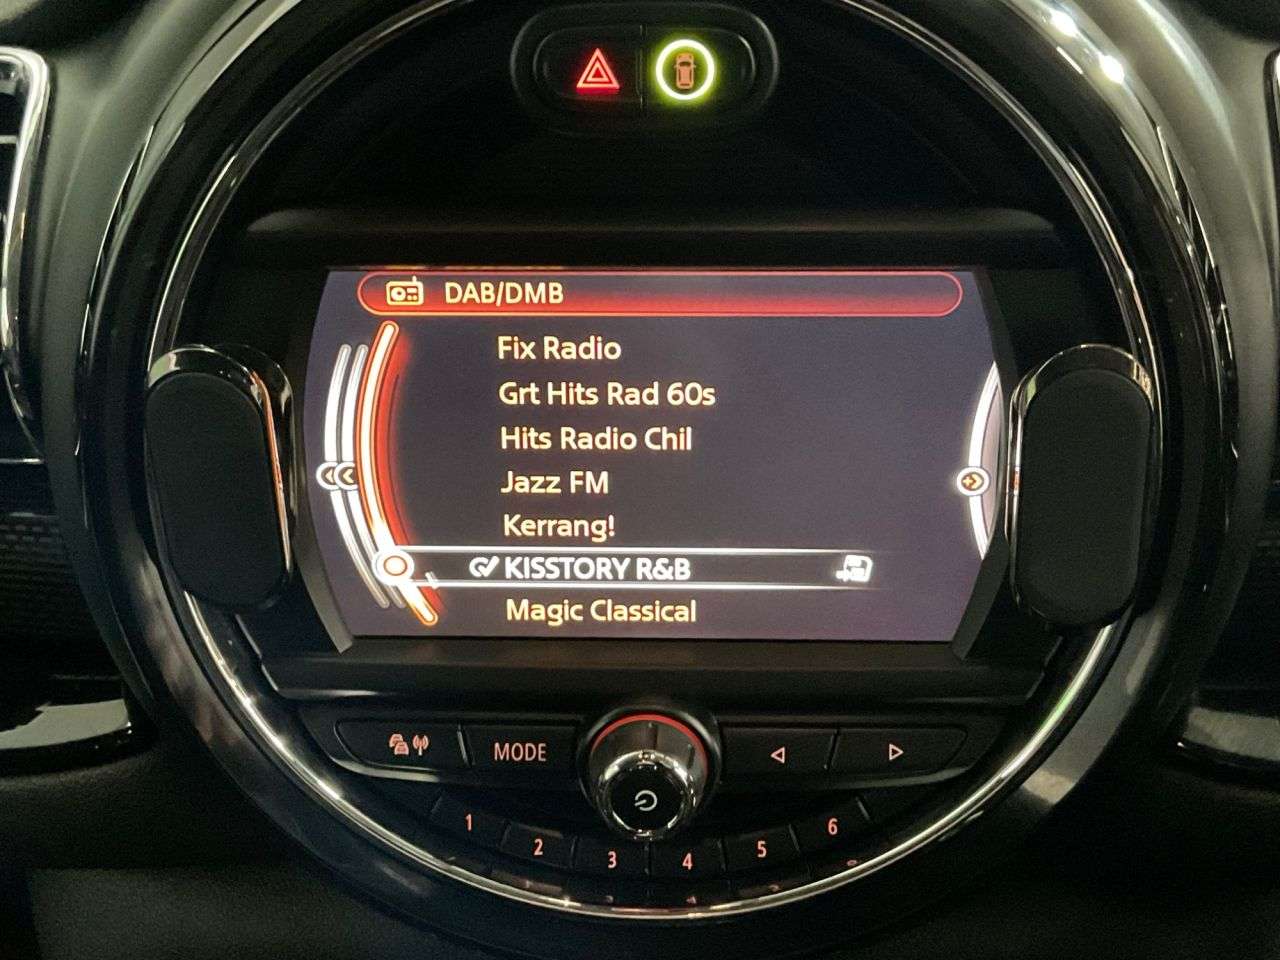 DAB/DMB
Fix Radio
Grt Hits Rad 60s
Hits Radio Chil
Jazz FM
Kerrang!
KISSTORY R&B
Magic Classical
MODE
1 2 3 4 5 6